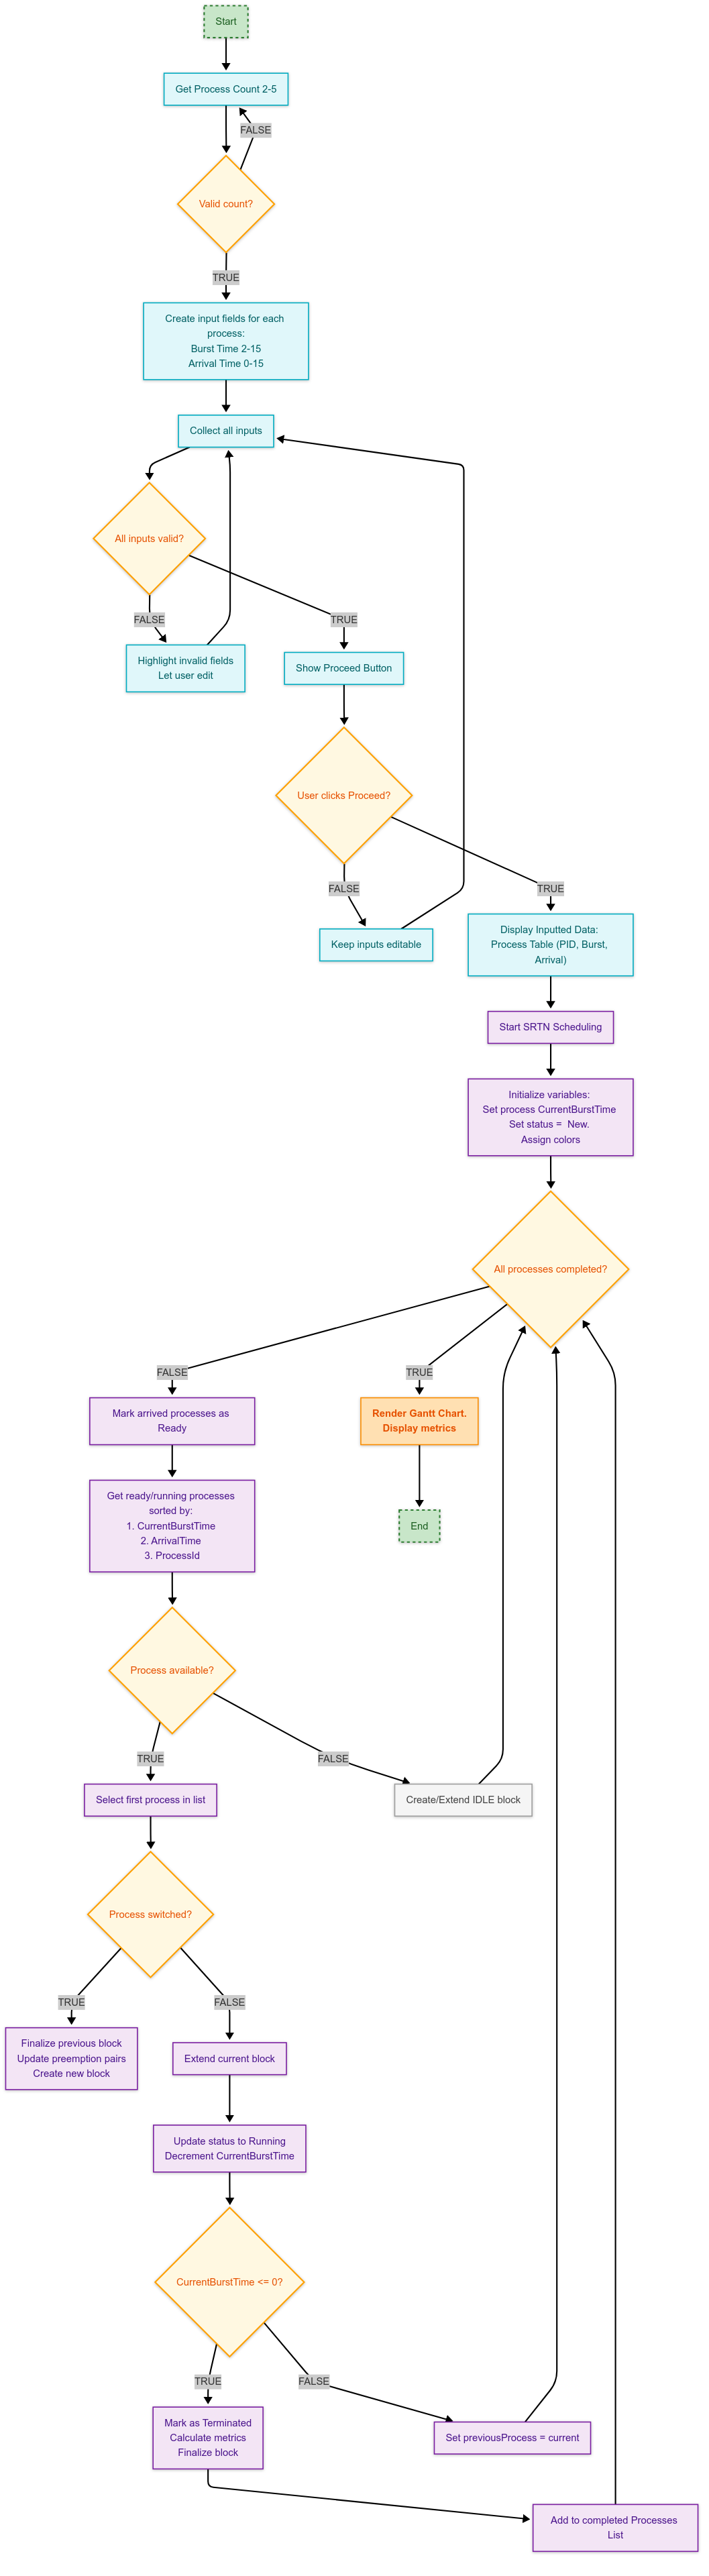 Start
Get Process Count 2-5
FALSE
Valid count?
TRUE
Create input fields for each
process:
Burst Time 2-15
Arrival Time 0-15
Collect all inputs
All inputs valid?
FALSE
TRUE
Highlight invalid fields
Let user edit
Show Proceed Button
User clicks Proceed?
FALSE
TRUE
Keep inputs editable
Display Inputted Data:
Process Table (PID, Burst,
Arrival)
Start SRTN Scheduling
Initialize variables:
Set process CurrentBurstTime
Set status = New.
Assign colors
All processes completed?
FALSE
TRUE
Mark arrived processes as
Ready
Render Gantt Chart.
Display metrics
Get ready/running processes
sorted by:
1. CurrentBurstTime
2. ArrivalTime
3. ProcessId
End
Process available?
TRUE
FALSE
Select first process in list
Create/Extend IDLE block
Process switched?
TRUE
FALSE
Finalize previous block
Update preemption pairs
Create new block
Extend current block
Update status to Running
Decrement CurrentBurstTime
CurrentBurstTime <= 0?
TRUE
FALSE
Mark as Terminated
Calculate metrics
Finalize block
Set previousProcess = current
Add to completed Processes
List